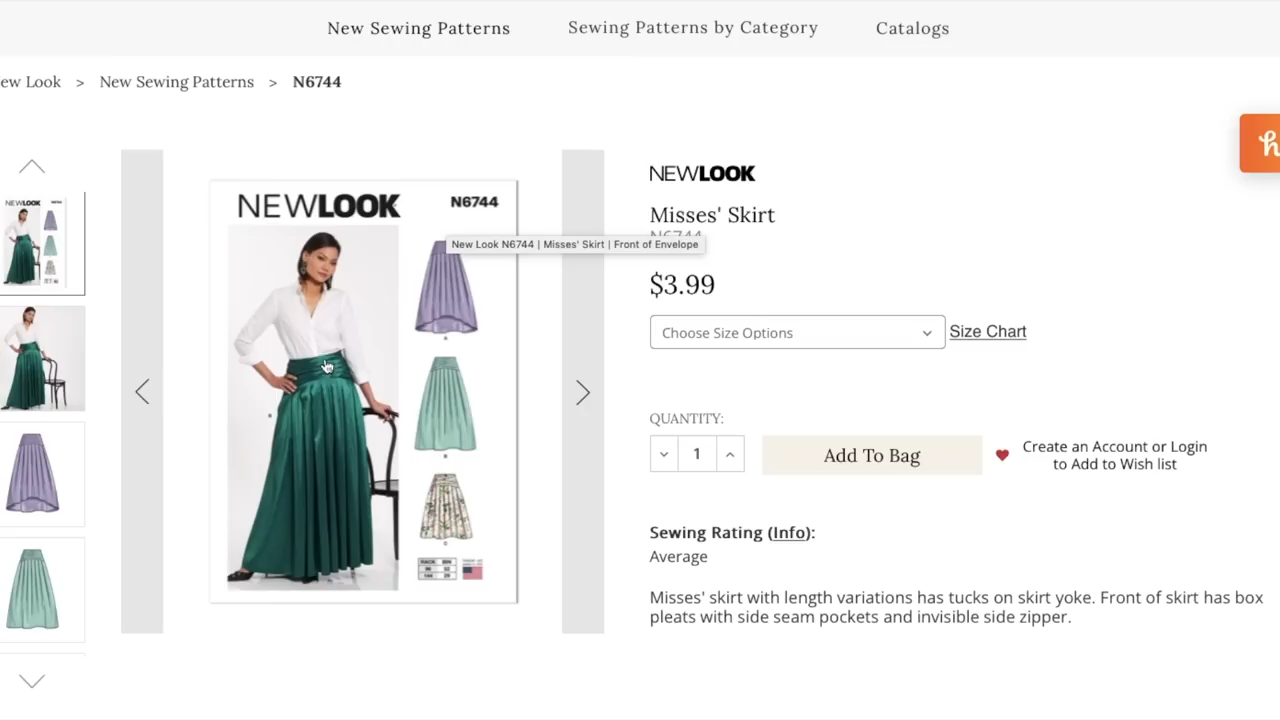 New Sewing Patterns
Sewing Patterns by Category
Catalogs
ew Look > New Sewing Patterns > N6744
NEWLOOK
N6744
New Look N6744 | Misses' Skirt | Front of Envelope
NEWLOOK
Misses' Skirt
N6744
$3.99
Choose Size Options
Size Chart
QUANTITY:
1
Add To Bag
Create an Account or Login
to Add to Wish list
Sewing Rating (Info):
Average
Misses' skirt with length variations has tucks on skirt yoke. Front of skirt has box
pleats with side seam pockets and invisible side zipper.
NEWLOOK